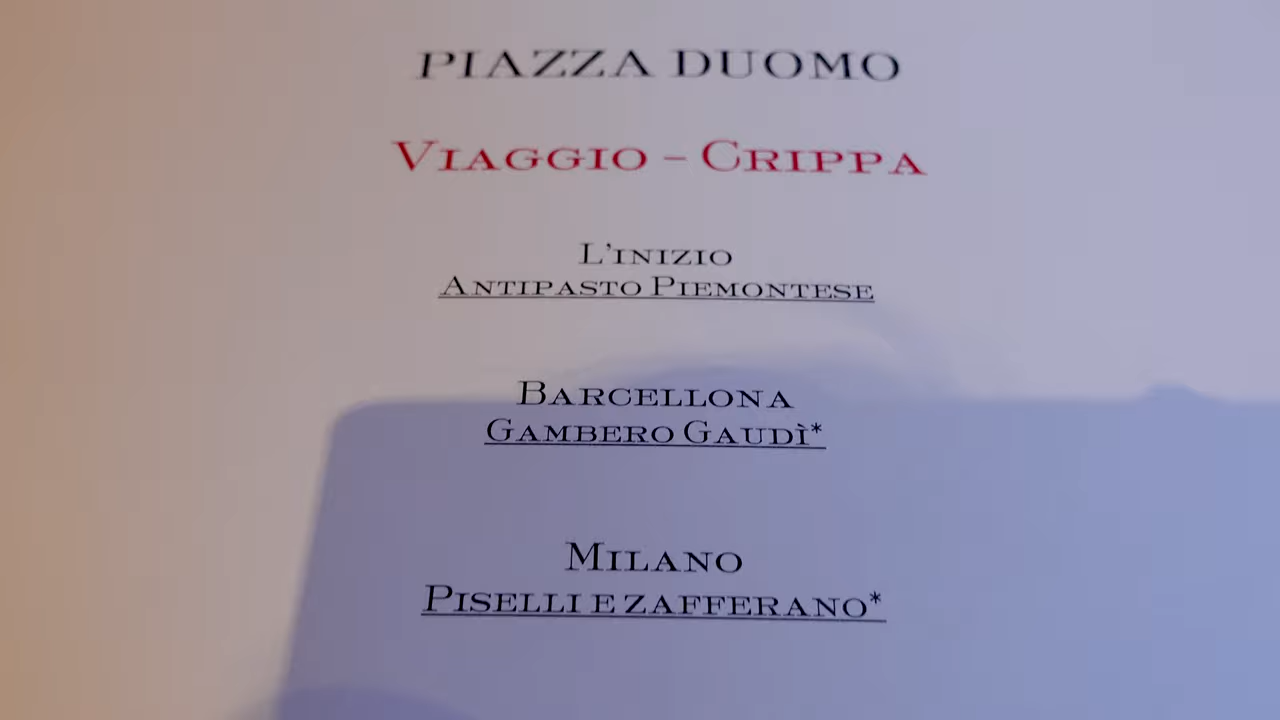 PIAZZA DUOMO
VIAGGIO – CRIPPA
L'INIZIO
ANTIPASTO PIEMONTESE
BARCELLONA
GAMBERO GAUDÌ*
MILANO
PISELLI E ZAFFERANO*